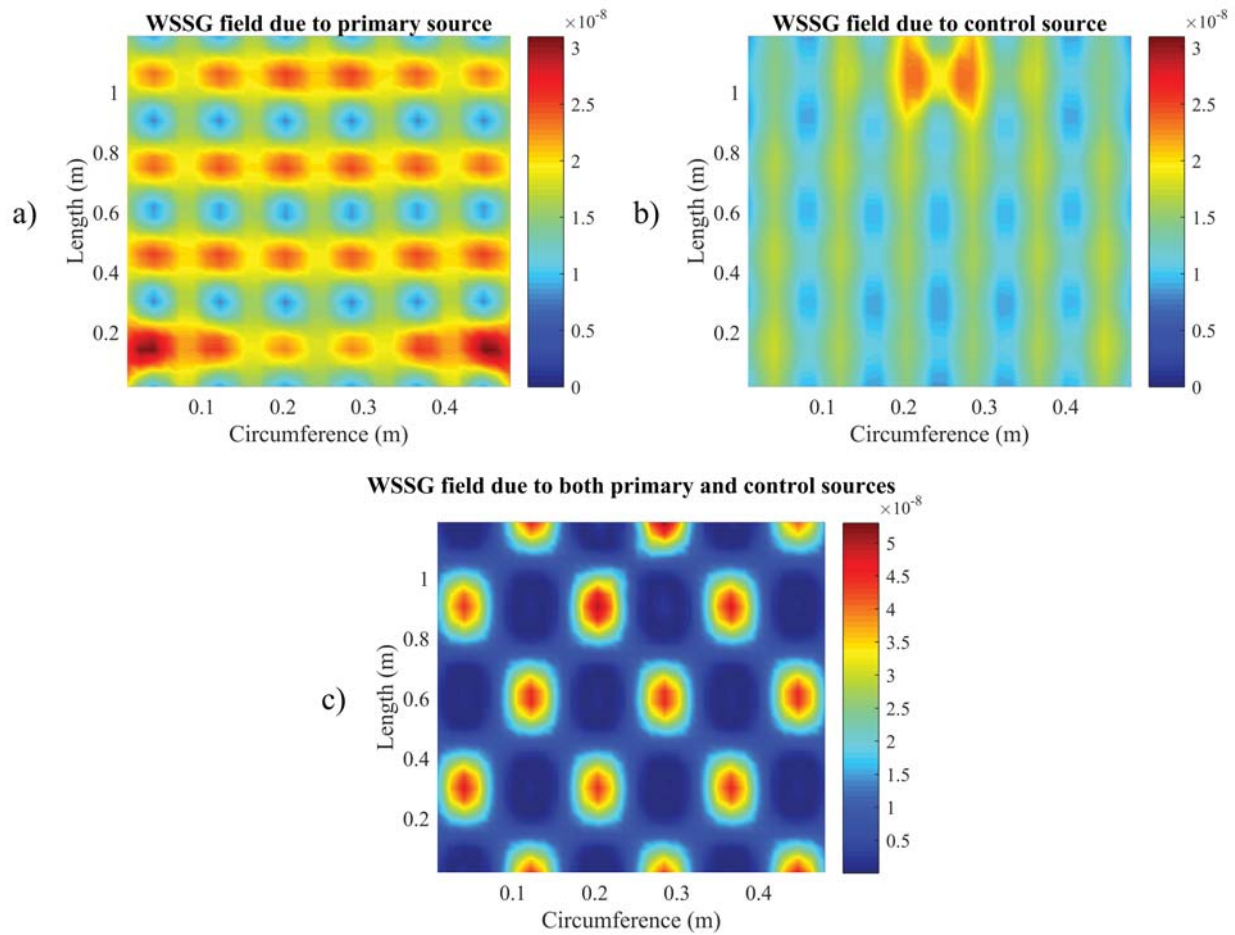 WSSG field due to primary source
×10⁻⁸
3
2.5
2
1.5
1
0.5
0
1
0.8
0.6
0.4
0.2
Length (m)
a)
0.1 0.2 0.3 0.4
Circumference (m)
WSSG field due to control source
×10⁻⁸
3
2.5
2
1.5
1
0.5
0
1
0.8
0.6
0.4
0.2
Length (m)
b)
0.1 0.2 0.3 0.4
Circumference (m)
WSSG field due to both primary and control sources
×10⁻⁸
5
4.5
4
3.5
3
2.5
2
1.5
1
0.5
1
0.8
0.6
0.4
0.2
Length (m)
c)
0.1 0.2 0.3 0.4
Circumference (m)